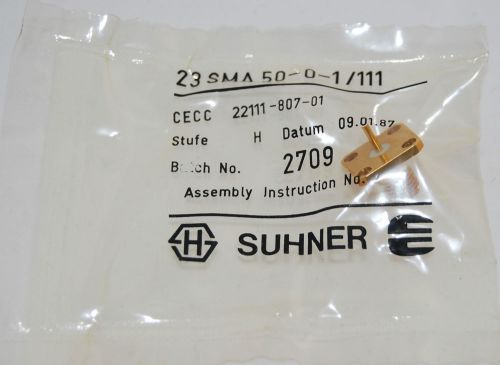 23 SMA 50-0-1/111
CECC 22111-807-01
Stufe H Datum 09.01.87
Batch No. 2709
Assembly Instruction No.
H SUHNER